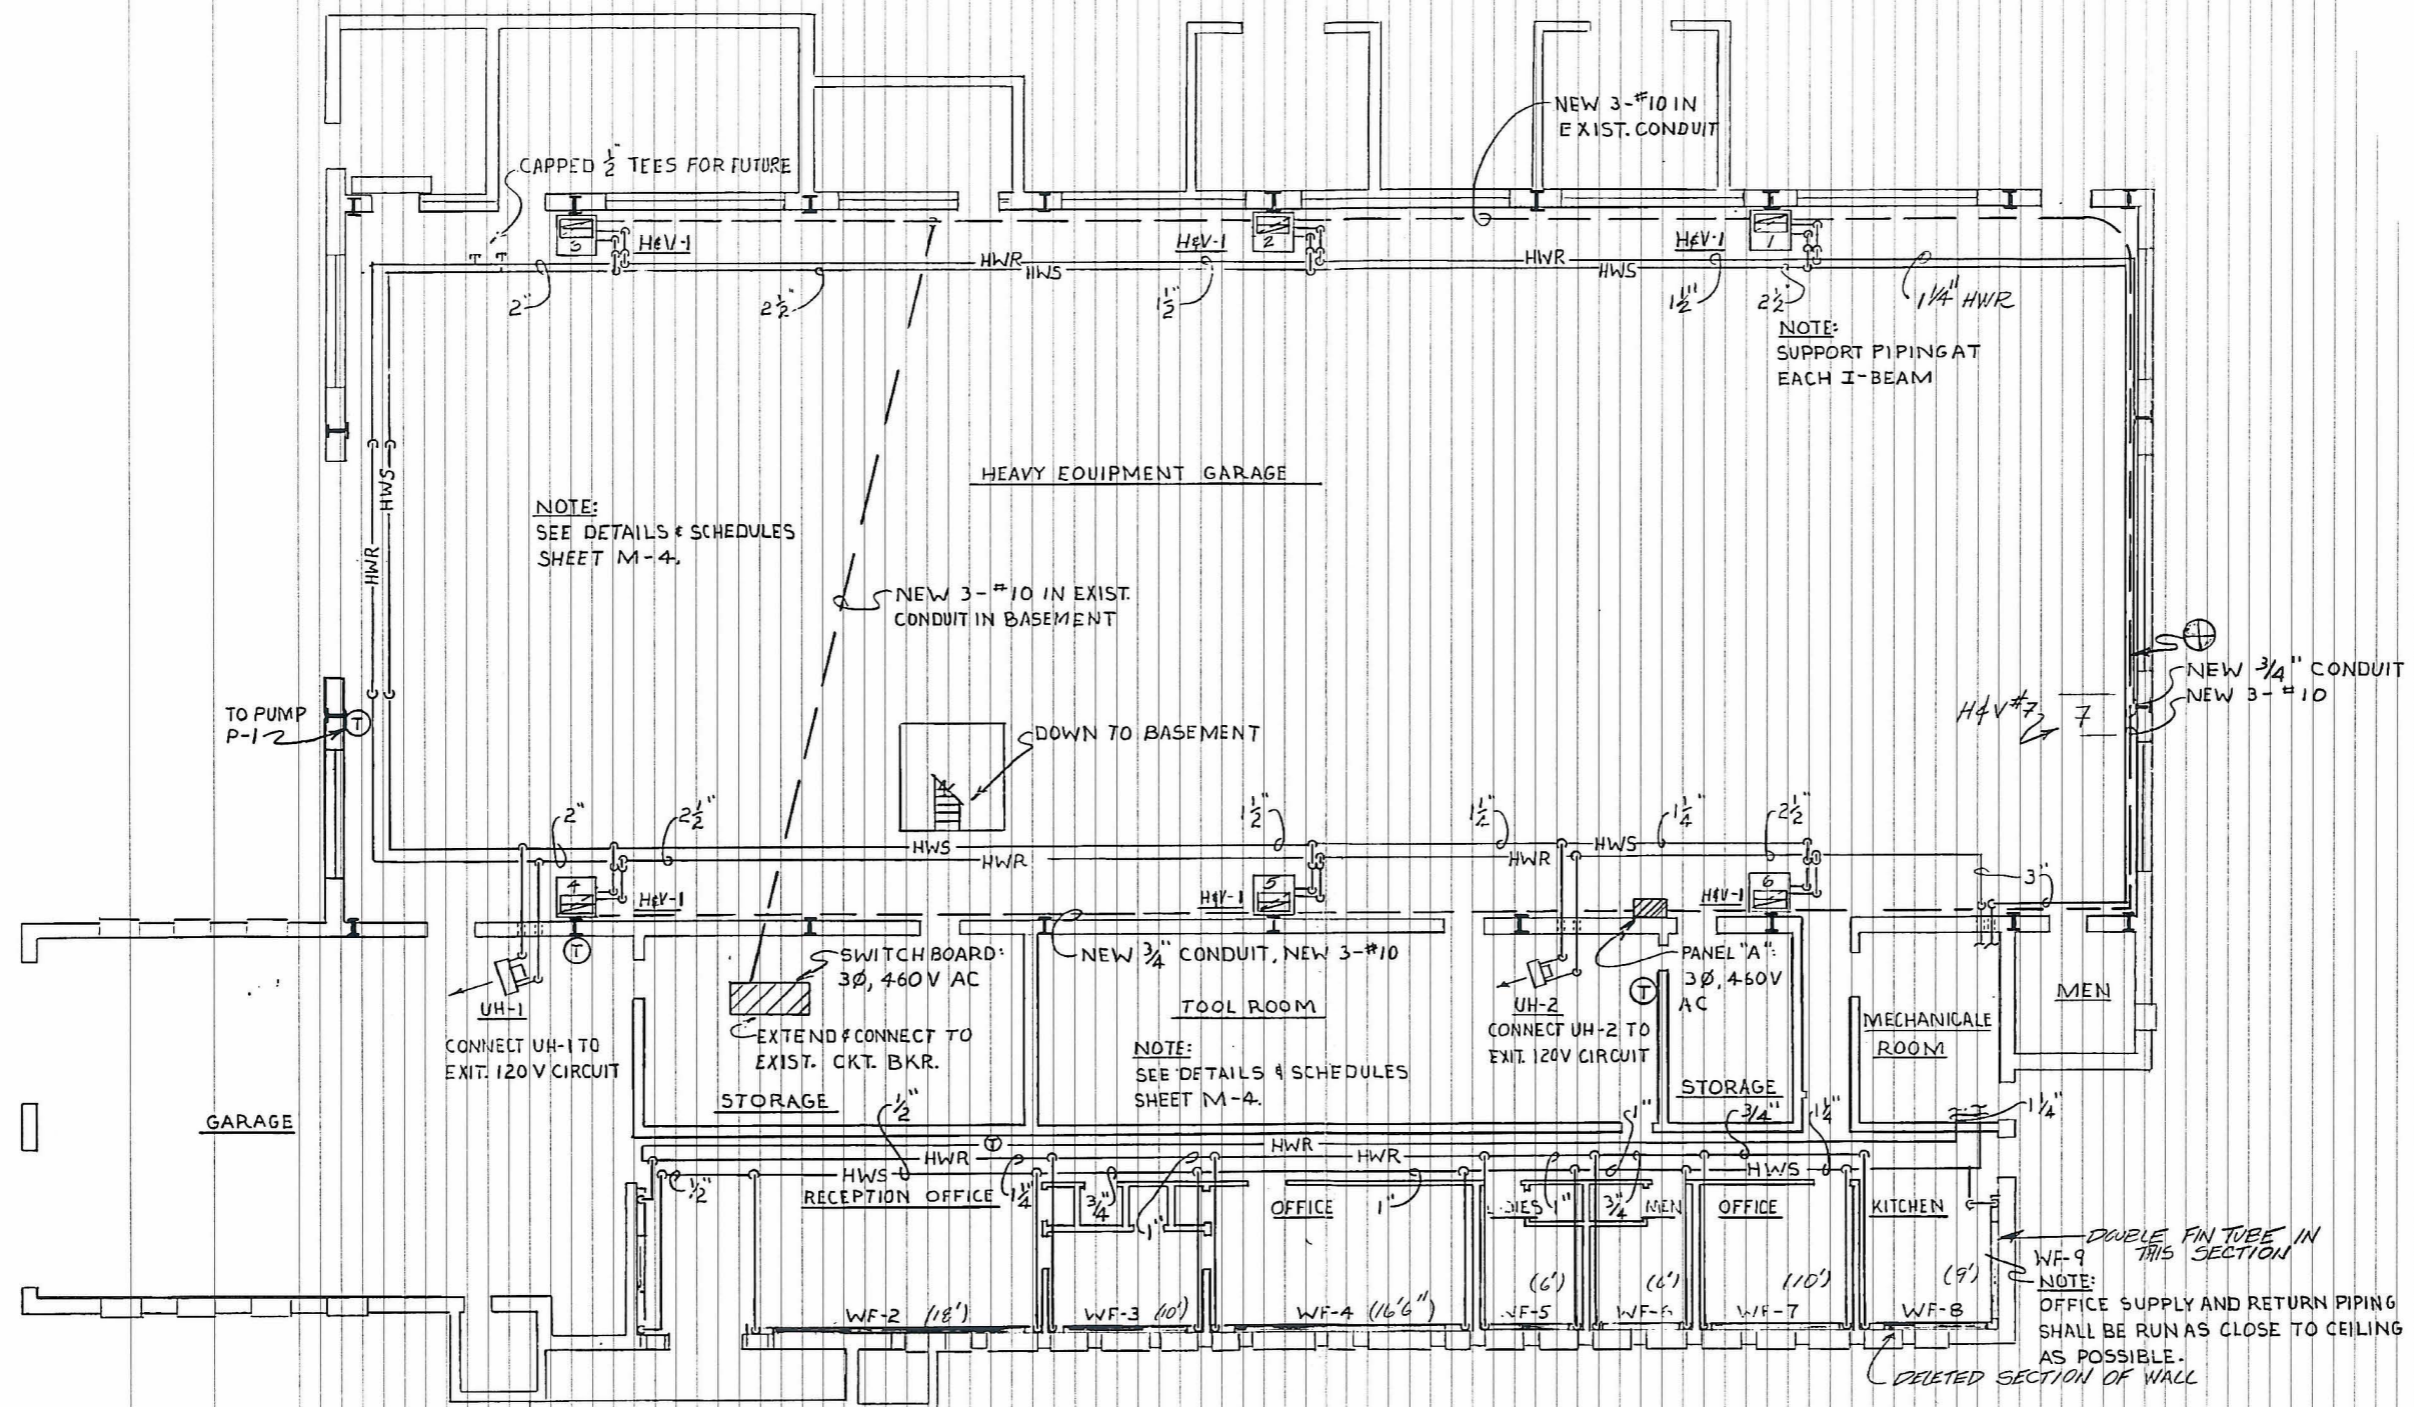 NEW 3-#10 IN
EXIST. CONDUIT
CAPPED ½" TEES FOR FUTURE
3
H&V-1
H&V-1
2
H&V-1
1
T T
HWR
HWS
HWR
HWS
2"
2½"
1½"
1½"
2½"
1¼" HWR
NOTE:
SUPPORT PIPING AT
EACH I-BEAM
HWS
HWR
HEAVY EQUIPMENT GARAGE
NOTE:
SEE DETAILS & SCHEDULES
SHEET M-4.
NEW 3-#10 IN EXIST.
CONDUIT IN BASEMENT
NEW ¾" CONDUIT
NEW 3-#10
H&V#7
7
TO PUMP
P-1
T
DOWN TO BASEMENT
2"
2½"
1½"
1½"
1¼"
2½"
HWS
HWR
HWS
HWR
3"
4
H&V-1
H&V-1
5
H&V-1
6
T
SWITCHBOARD:
3Ø, 460V AC
NEW ¾" CONDUIT, NEW 3-#10
PANEL "A":
3Ø, 460V
AC
T
UH-1
CONNECT UH-1 TO
EXIT. 120V CIRCUIT
EXTEND & CONNECT TO
EXIST. CKT. BKR.
STORAGE
TOOL ROOM
NOTE:
SEE DETAILS & SCHEDULES
SHEET M-4.
UH-2
CONNECT UH-2 TO
EXIT. 120V CIRCUIT
STORAGE
MECHANICALE
ROOM
MEN
GARAGE
½"
1"
3/4"
1¼"
1¼"
T
HWR
HWR
HWR
HWS
HWS
½"
RECEPTION OFFICE
1¼"
¾"
1"
OFFICE
1"
1"
¾"
MEN
OFFICE
KITCHEN
DOUBLE FIN TUBE IN
THIS SECTION
WF-9
NOTE:
OFFICE SUPPLY AND RETURN PIPING
SHALL BE RUN AS CLOSE TO CEILING
AS POSSIBLE.
(6')
(6')
(10')
(9')
WF-2 (18')
WF-3 (10')
WF-4 (16'6")
WF-5
WF-6
WF-7
WF-8
DELETED SECTION OF WALL